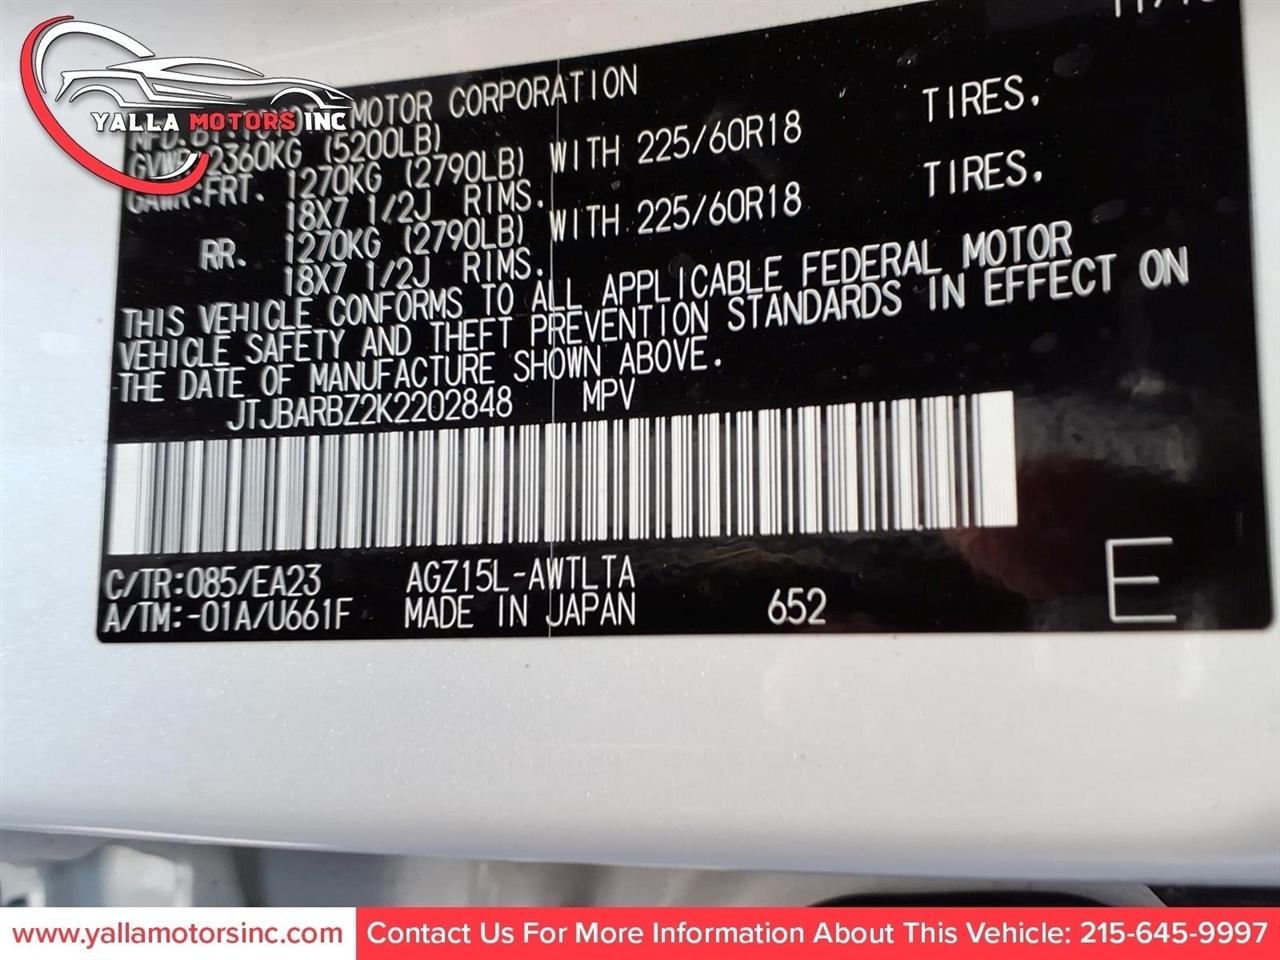 YALLA MOTORS INC
MOTOR CORPORATION
2360KG (5200LB)
GAWR:FRT. 1270KG (2790LB) WITH 225/60R18 TIRES.
18X7 1/2J RIMS.
RR. 1270KG (2790LB) WITH 225/60R18 TIRES.
18X7 1/2J RIMS.
THIS VEHICLE CONFORMS TO ALL APPLICABLE FEDERAL MOTOR
VEHICLE SAFETY AND THEFT PREVENTION STANDARDS IN EFFECT ON
THE DATE OF MANUFACTURE SHOWN ABOVE.
JTJBARBZ2K2202848 MPV
C/TR:085/EA23 AGZ15L-AWTLTA
A/TM:-01A/U661F MADE IN JAPAN 652 E
www.yallamotorsinc.com Contact Us For More Information About This Vehicle: 215-645-9997